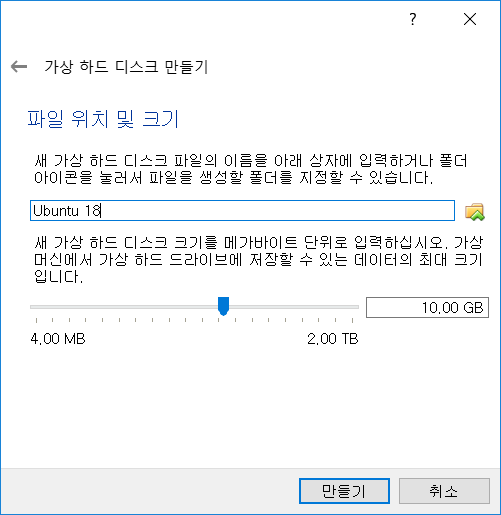 ?
가상 하드 디스크 만들기
파일 위치 및 크기
새 가상 하드 디스크 파일의 이름을 아래 상자에 입력하거나 폴더
아이콘을 눌러서 파일을 생성할 폴더를 지정할 수 있습니다.
Ubuntu 18
새 가상 하드 디스크 크기를 메가바이트 단위로 입력하십시오. 가상
머신에서 가상 하드 드라이브에 저장할 수 있는 데이터의 최대 크기
입니다.
10,00 GB
4,00 MB 2,00 TB
만들기 취소